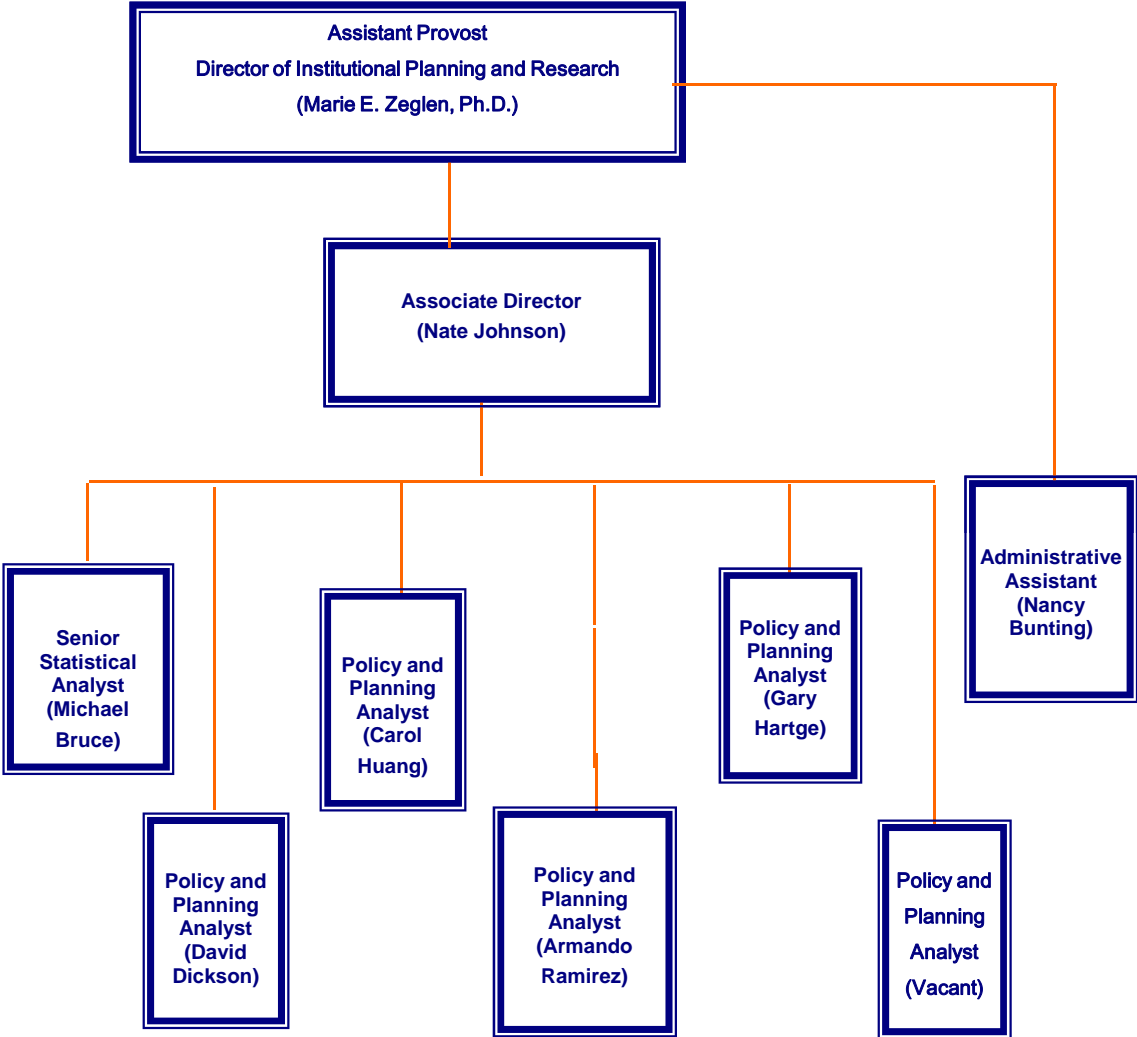 Assistant Provost
Director of Institutional Planning and Research
(Marie E. Zeglen, Ph.D.)
Associate Director
(Nate Johnson)
Administrative
Assistant
(Nancy
Bunting)
Senior
Statistical
Analyst
(Michael
Bruce)
Policy and
Planning
Analyst
(Carol
Huang)
Policy and
Planning
Analyst
(Gary
Hartge)
Policy and
Planning
Analyst
(David
Dickson)
Policy and
Planning
Analyst
(Armando
Ramirez)
Policy and
Planning
Analyst
(Vacant)